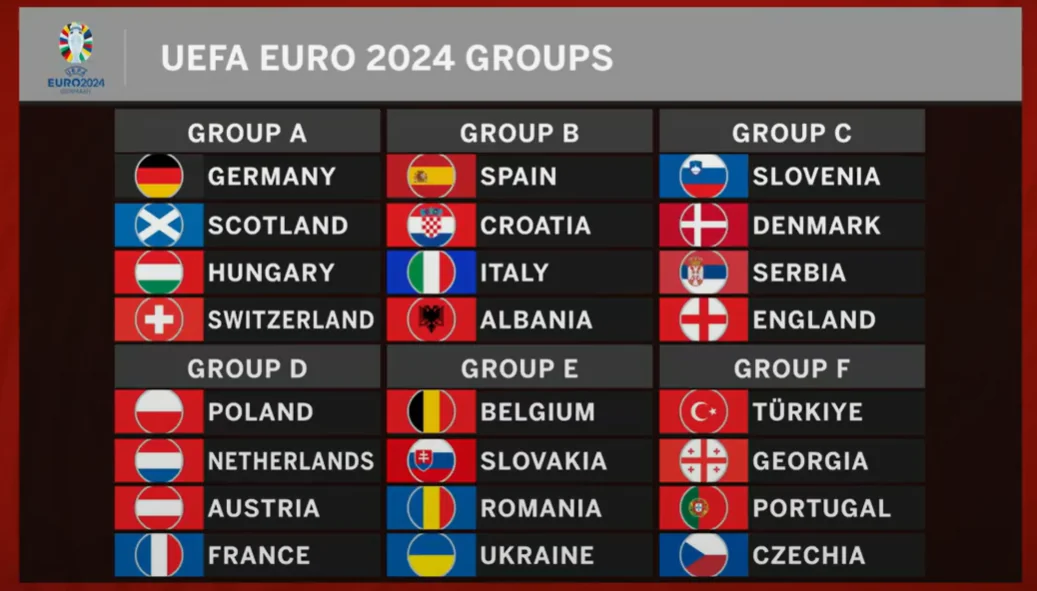 UEFA
EURO2024
GERMANY
UEFA EURO 2024 GROUPS
GROUP A
GERMANY
SCOTLAND
HUNGARY
SWITZERLAND
GROUP B
SPAIN
CROATIA
ITALY
ALBANIA
GROUP C
SLOVENIA
DENMARK
SERBIA
ENGLAND
GROUP D
POLAND
NETHERLANDS
AUSTRIA
FRANCE
GROUP E
BELGIUM
SLOVAKIA
ROMANIA
UKRAINE
GROUP F
TÜRKIYE
GEORGIA
PORTUGAL
CZECHIA